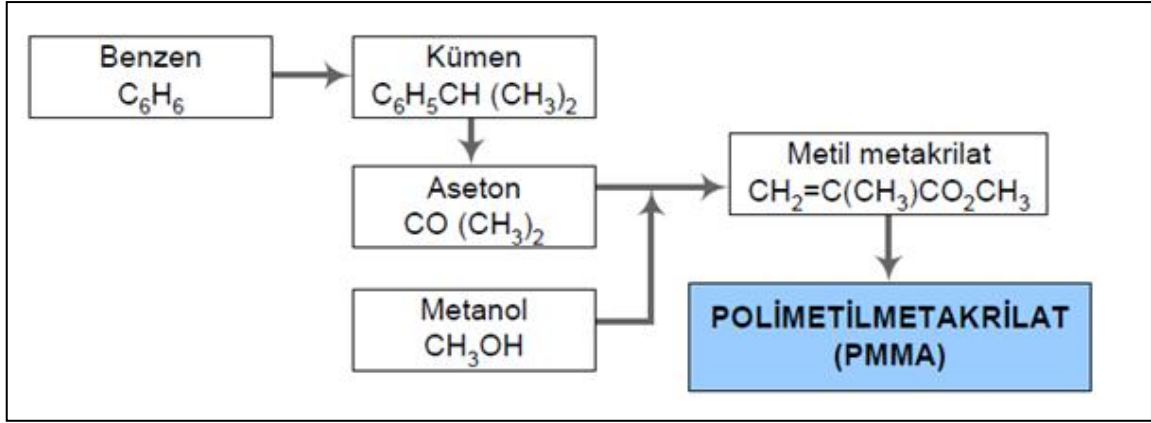 Benzen
C₆H₆
Kümen
C₆H₅CH (CH₃)₂
Aseton
CO (CH₃)₂
Metanol
CH₃OH
Metil metakrilat
CH₂=C(CH₃)CO₂CH₃
POLİMETİLMETAKRİLAT
(PMMA)